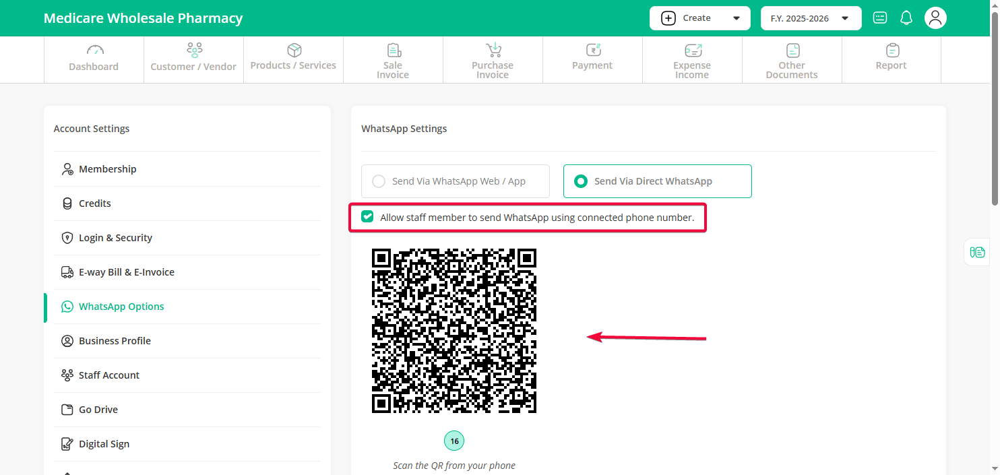 Medicare Wholesale Pharmacy
Create
F.Y. 2025-2026
Dashboard
Customer / Vendor
Products / Services
Sale
Invoice
Purchase
Invoice
Payment
Expense
Income
Other
Documents
Report
Account Settings
Membership
Credits
Login & Security
E-way Bill & E-Invoice
WhatsApp Options
Business Profile
Staff Account
Go Drive
Digital Sign
WhatsApp Settings
Send Via WhatsApp Web / App
Send Via Direct WhatsApp
Allow staff member to send WhatsApp using connected phone number.
16
Scan the QR from your phone